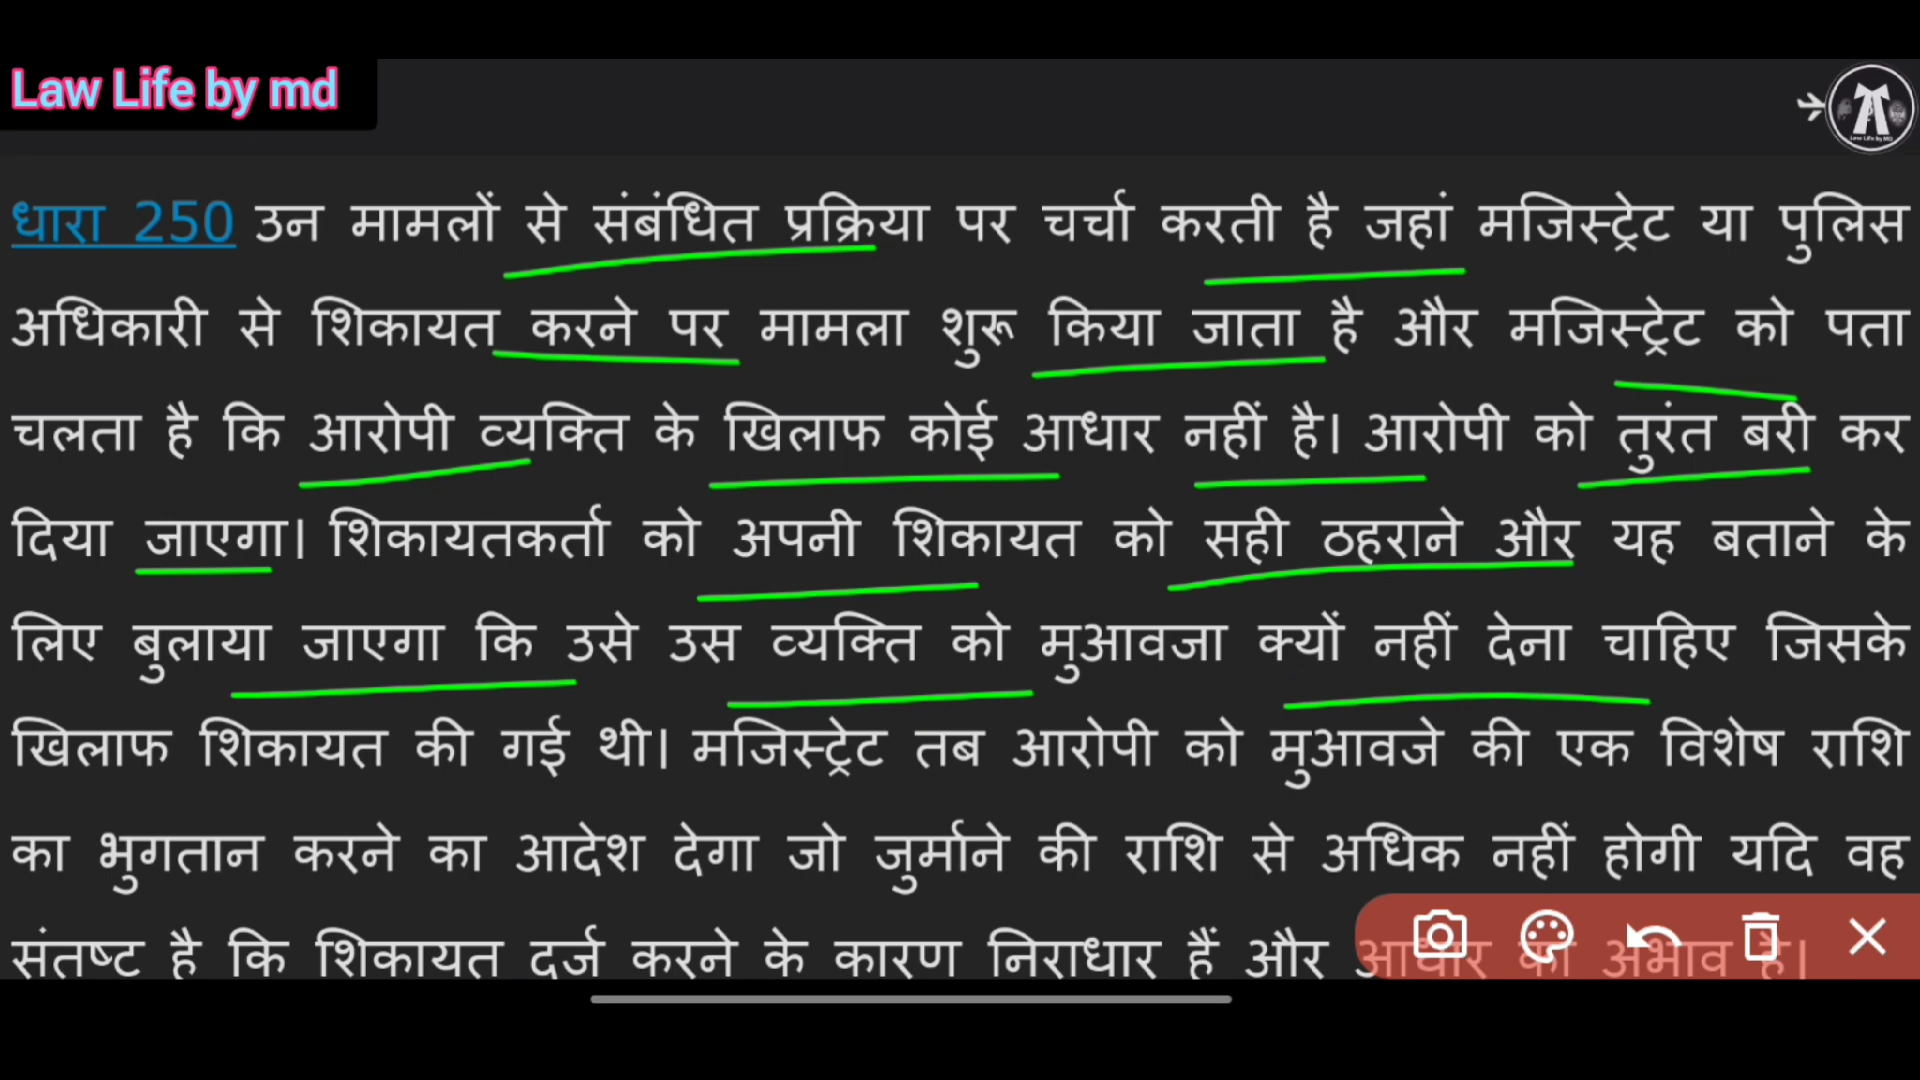 Law Life by md
धारा 250 उन मामलों से संबंधित प्रक्रिया पर चर्चा करती है जहां मजिस्ट्रेट या पुलिस
अधिकारी से शिकायत करने पर मामला शुरू किया जाता है और मजिस्ट्रेट को पता
चलता है कि आरोपी व्यक्ति के खिलाफ कोई आधार नहीं है। आरोपी को तुरंत बरी कर
दिया जाएगा। शिकायतकर्ता को अपनी शिकायत को सही ठहराने और यह बताने के
लिए बुलाया जाएगा कि उसे उस व्यक्ति को मुआवजा क्यों नहीं देना चाहिए जिसके
खिलाफ शिकायत की गई थी। मजिस्ट्रेट तब आरोपी को मुआवजे की एक विशेष राशि
का भुगतान करने का आदेश देगा जो जुर्माने की राशि से अधिक नहीं होगी यदि वह
संतुष्ट है कि शिकायत दर्ज करने के कारण निराधार हैं और आधार का अभाव है।